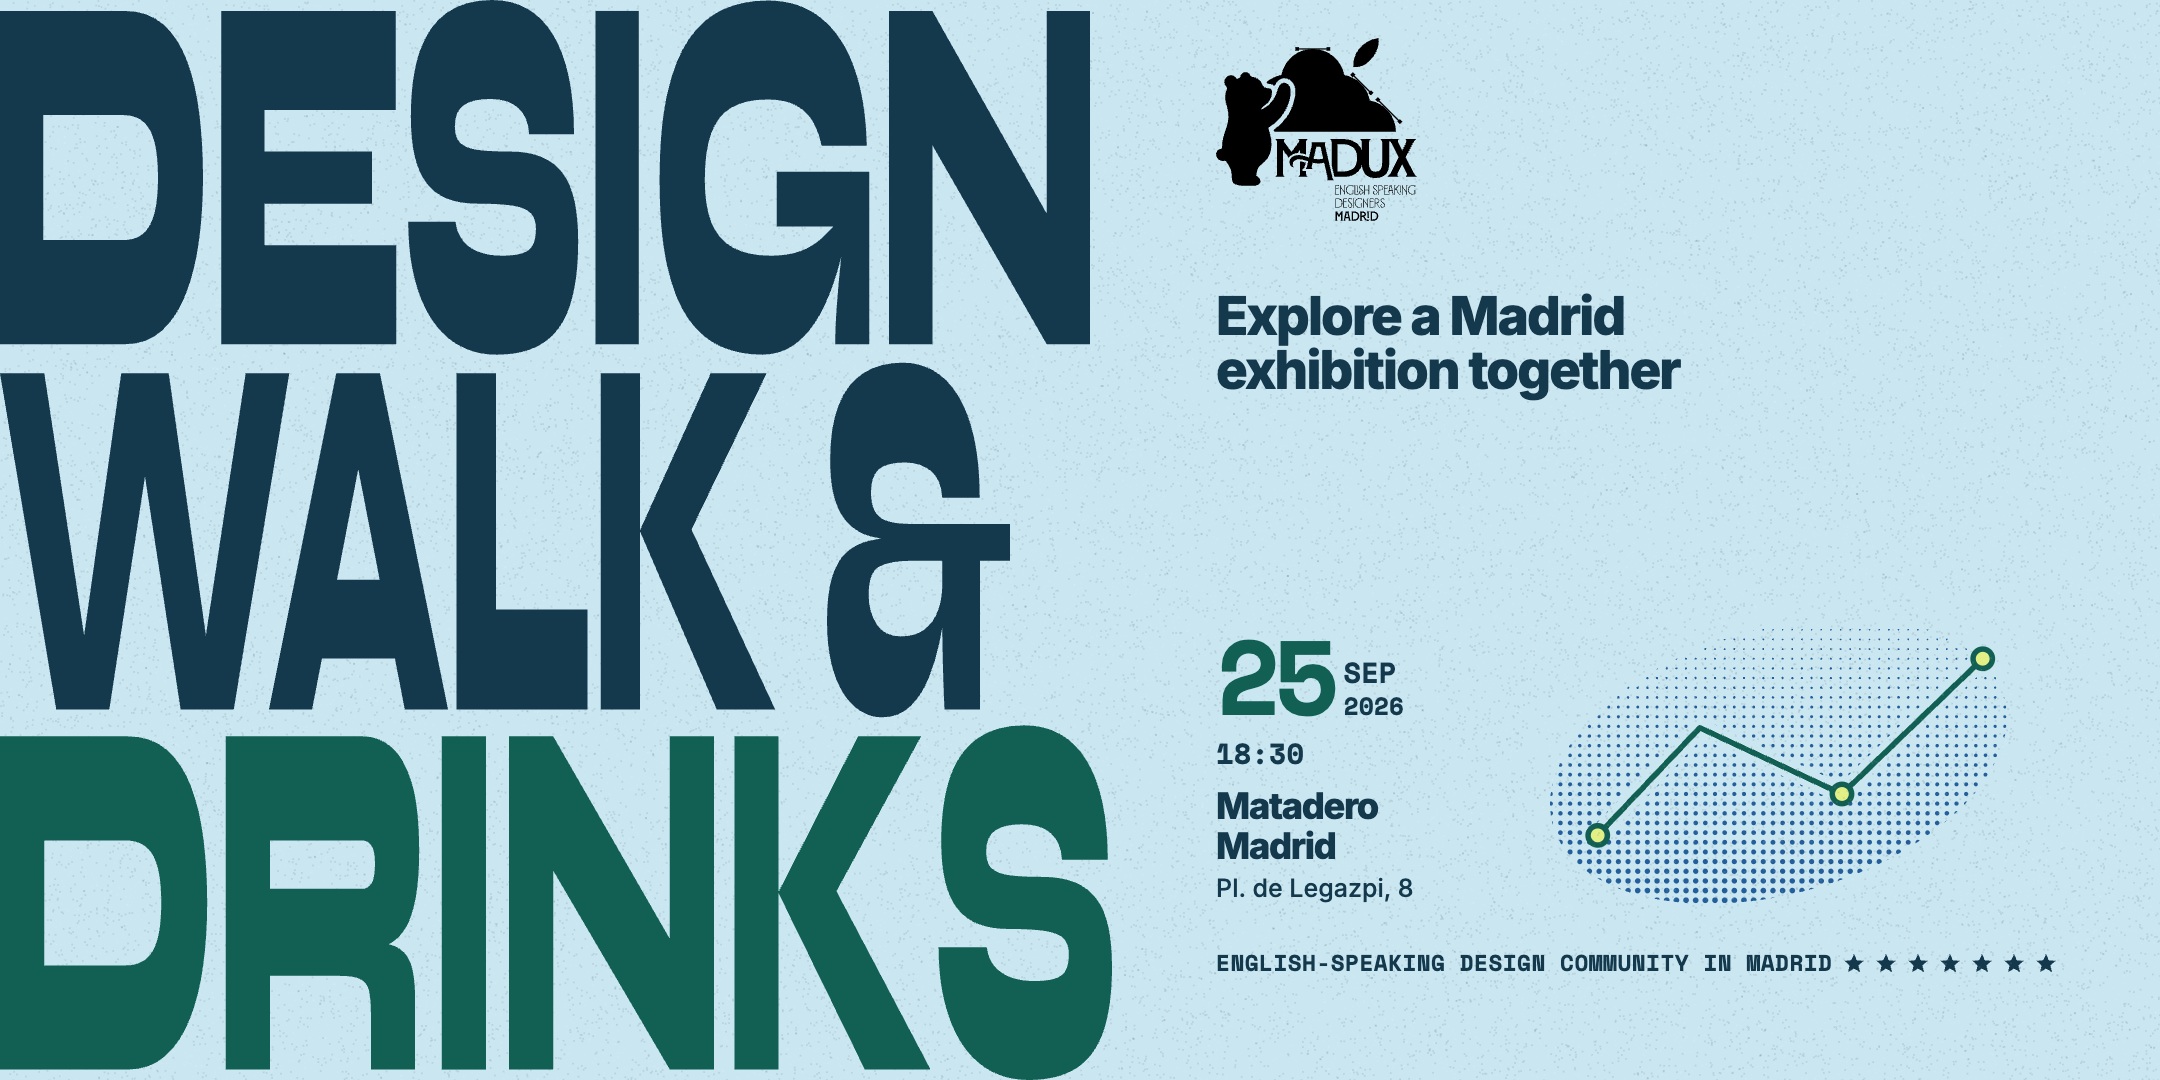 DESIGN
WALK &
DRINKS
MADUX
ENGLISH SPEAKING
DESIGNERS
MADRID
Explore a Madrid
exhibition together
25 SEP
2026
18:30
Matadero
Madrid
Pl. de Legazpi, 8
ENGLISH-SPEAKING DESIGN COMMUNITY IN MADRID ★ ★ ★ ★ ★ ★ ★